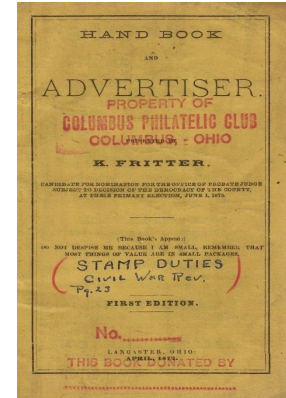 HAND BOOK
AND
ADVERTISER.
PROPERTY OF
COLUMBUS PHILATELIC CLUB
COLUMBUS - OHIO
BY
K. FRITTER.
CANDIDATE FOR NOMINATION FOR THE OFFICE OF PROBATE JUDGE
SUBJECT TO DECISION OF THE DEMOCRACY OF THE COUNTY,
AT THEIR PRIMARY ELECTION, JUNE 1, 1872.
(This Book's Appeal:)
DO NOT DESPISE ME BECAUSE I AM SMALL, REMEMBER THAT
MOST THINGS OF VALUE ARE IN SMALL PACKAGES.
(STAMP DUTIES
CIVIL WAR REV.)
Pg. 23
FIRST EDITION.
No.
LANCASTER, OHIO:
APRIL, 1872.
THIS BOOK DONATED BY